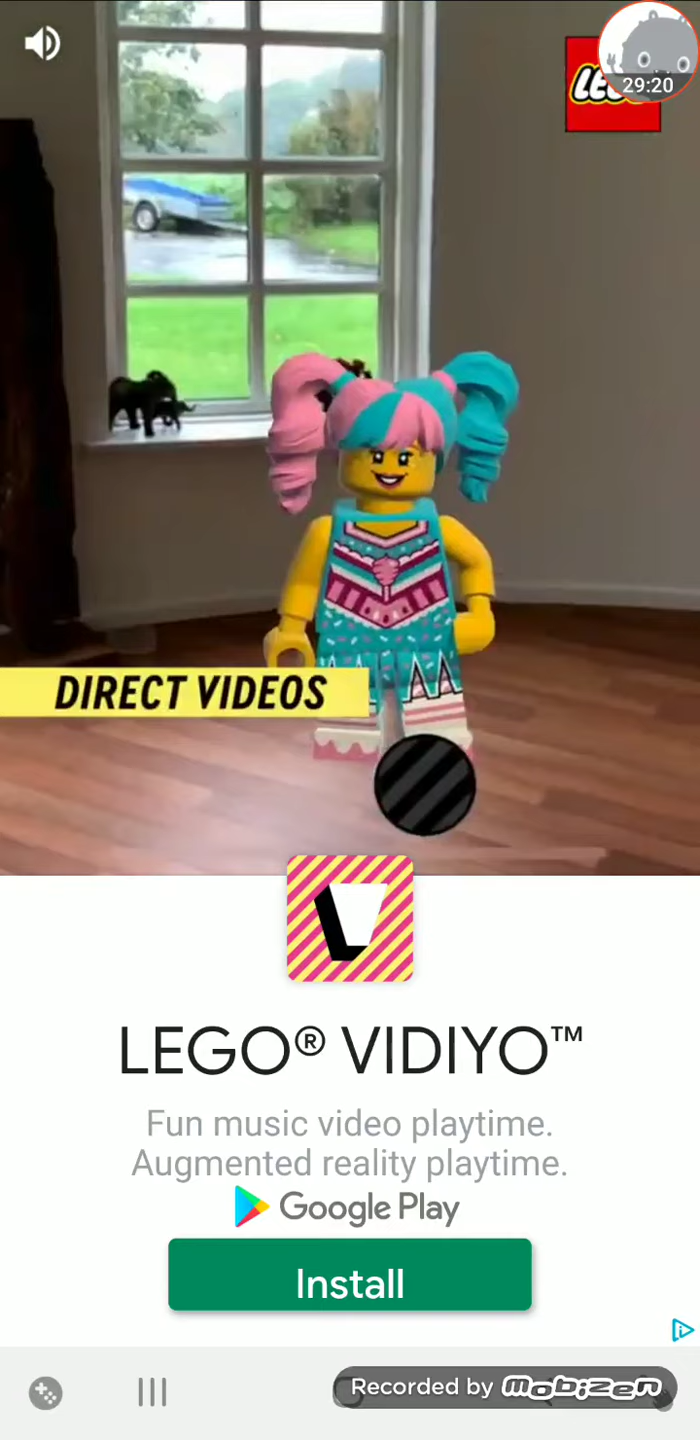 29:20
DIRECT VIDEOS
LEGO® VIDIYO™
Fun music video playtime.
Augmented reality playtime.
Google Play
Install
Recorded by mobizen